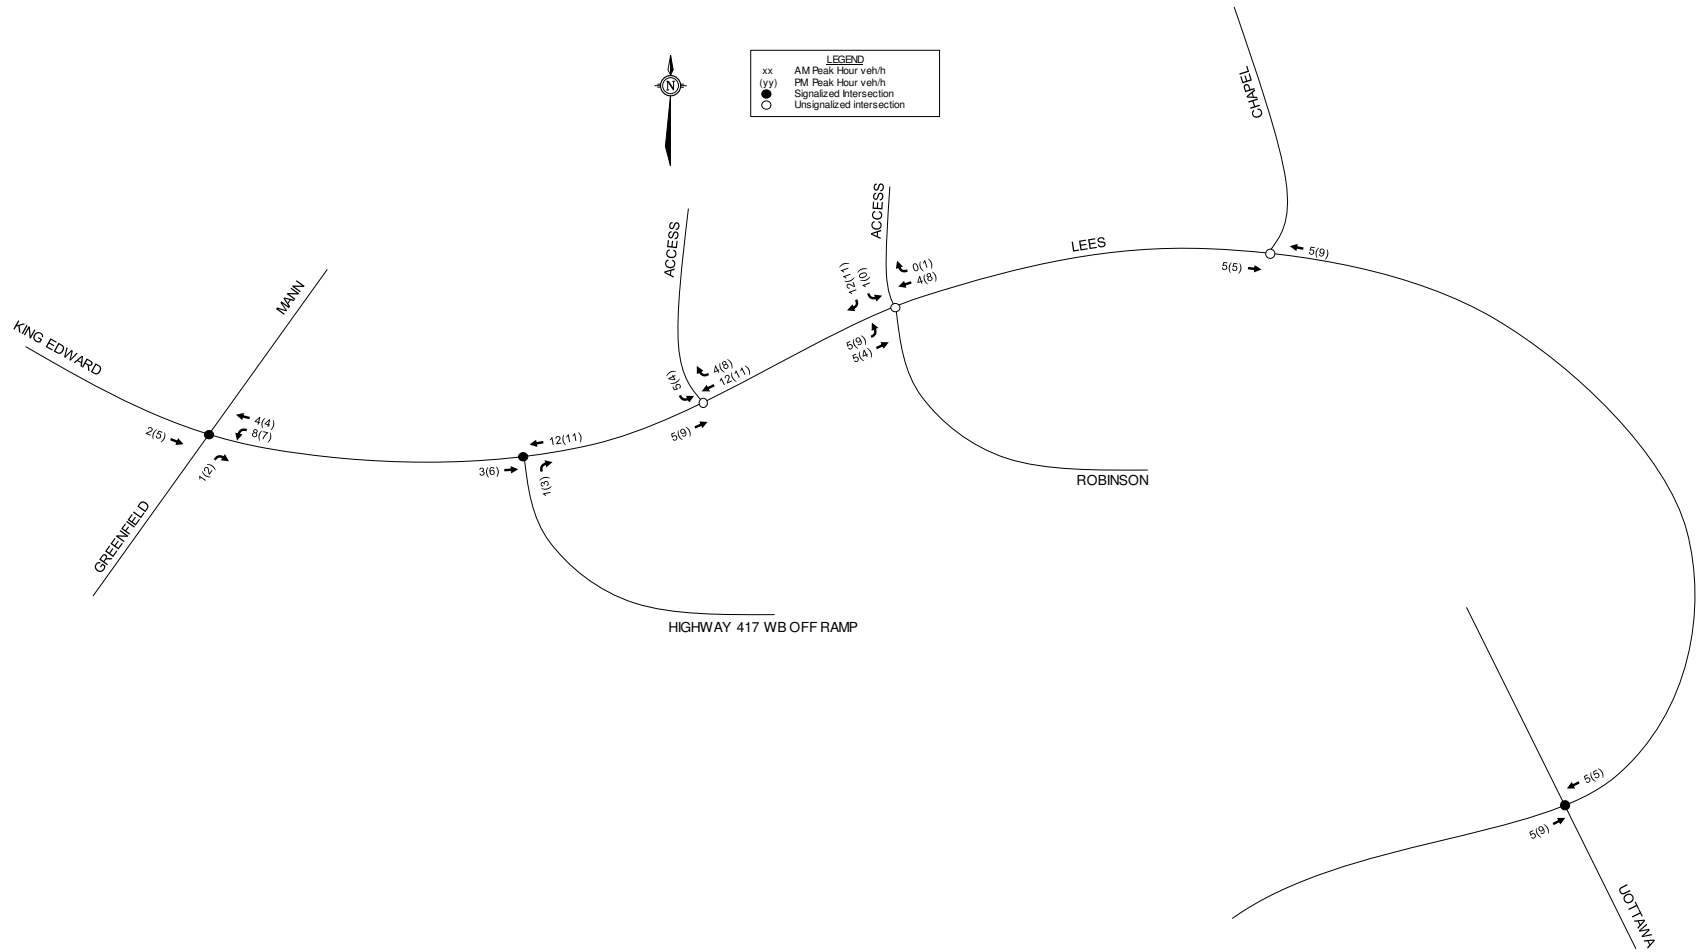 LEGEND
xx AM Peak Hour veh/h
(yy) PM Peak Hour veh/h
Signalized Intersection
Unsignalized intersection
N
CHAPEL
ACCESS
ACCESS
LEES
5(9)
5(5)
0(1)
4(8)
12(11)
1(0)
5(9)
5(4)
MANN
KING EDWARD
4(8)
12(11)
5(4)
5(9)
4(4)
8(7)
2(5)
1(2)
12(11)
3(6)
1(3)
ROBINSON
GREENFIELD
HIGHWAY 417 WB OFF RAMP
5(5)
5(9)
UOTTAWA